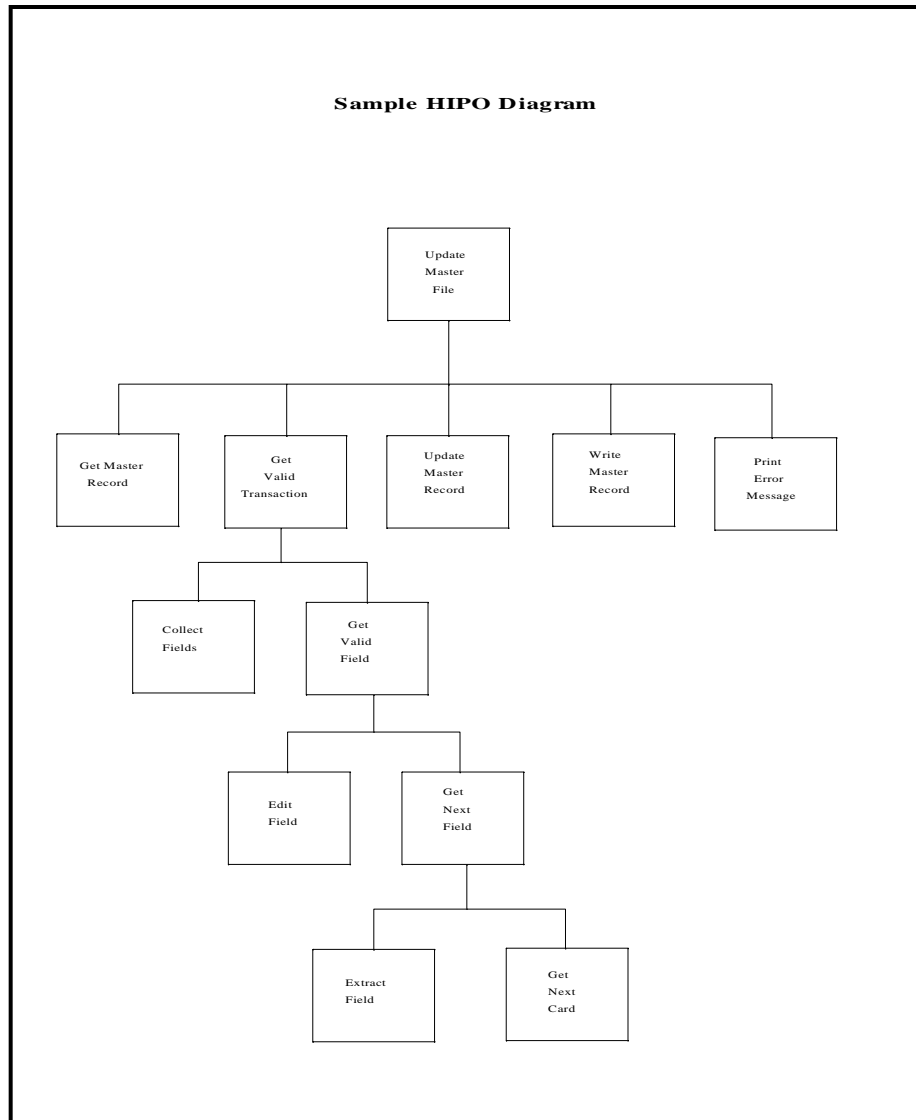 Sample HIPO Diagram
Update
Master
File
Get Master
Record
Get
Valid
Transaction
Update
Master
Record
Write
Master
Record
Print
Error
Message
Collect
Fields
Get
Valid
Field
Edit
Field
Get
Next
Field
Extract
Field
Get
Next
Card